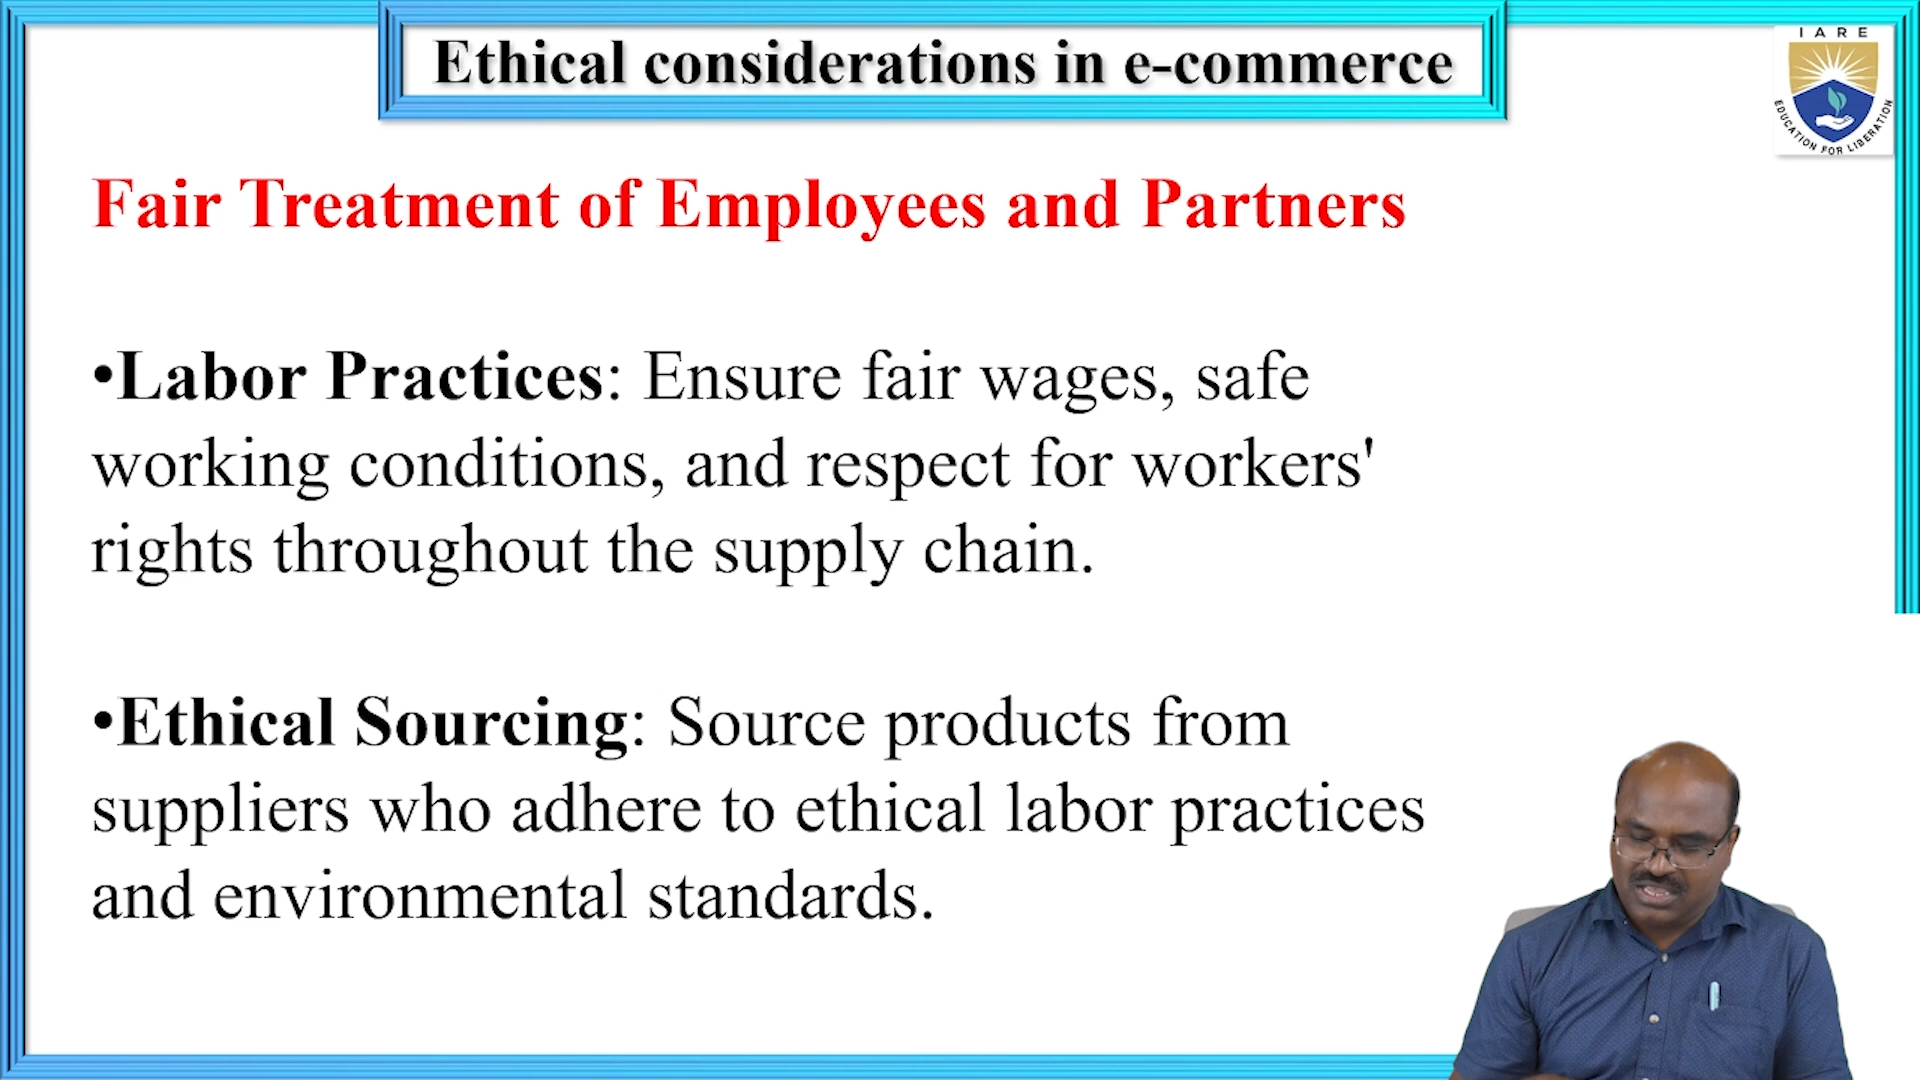 Ethical considerations in e-commerce
IARE
EDUCATION FOR LIBERATION
Fair Treatment of Employees and Partners
•Labor Practices: Ensure fair wages, safe
working conditions, and respect for workers'
rights throughout the supply chain.
•Ethical Sourcing: Source products from
suppliers who adhere to ethical labor practices
and environmental standards.